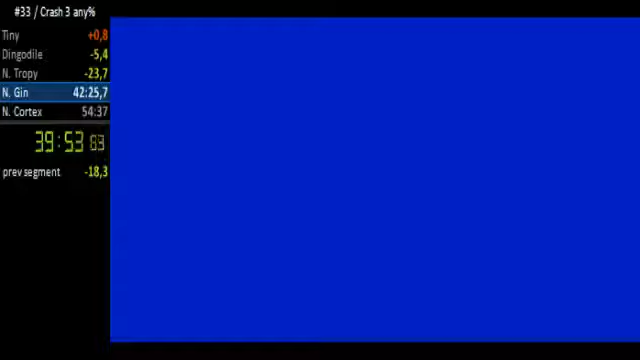 #33 / Crash 3 any%
Tiny +0,8
Dingodile -5,4
N. Tropy -23,7
N. Gin 42:25,7
N. Cortex 54:37
39:53 83
prev segment -18,3